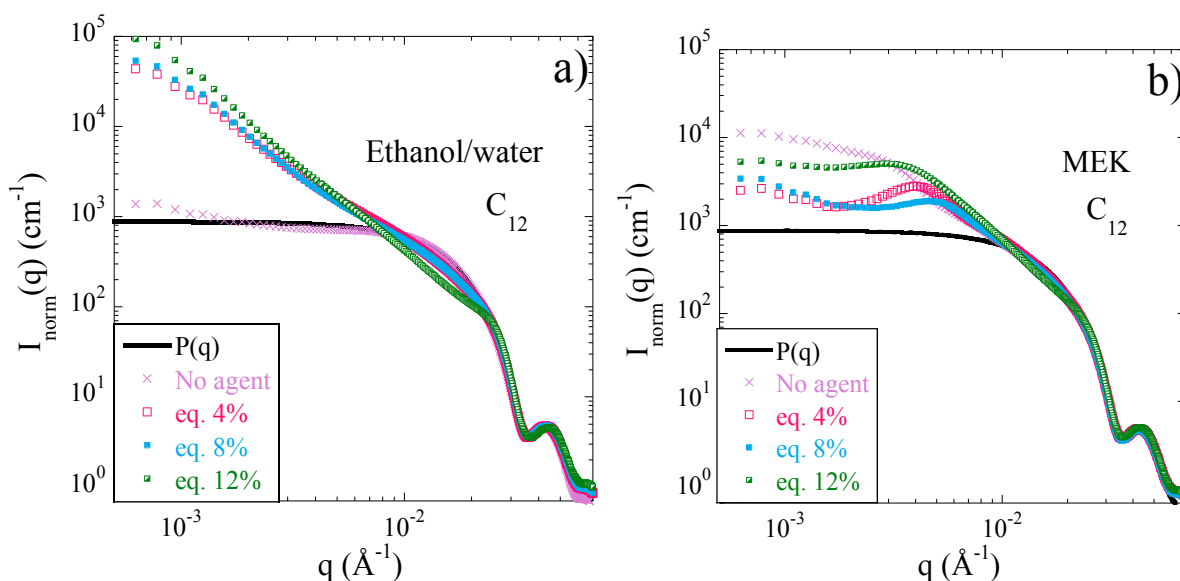 a)
10^5
10^4
10^3
10^2
10^1
10^0
I_norm(q) (cm^-1)
Ethanol/water
C_12
P(q)
No agent
eq. 4%
eq. 8%
eq. 12%
10^-3
10^-2
q (Å^-1)
b)
10^5
10^4
10^3
10^2
10^1
10^0
I_norm(q) (cm^-1)
MEK
C_12
P(q)
No agent
eq. 4%
eq. 8%
eq. 12%
10^-3
10^-2
q (Å^-1)